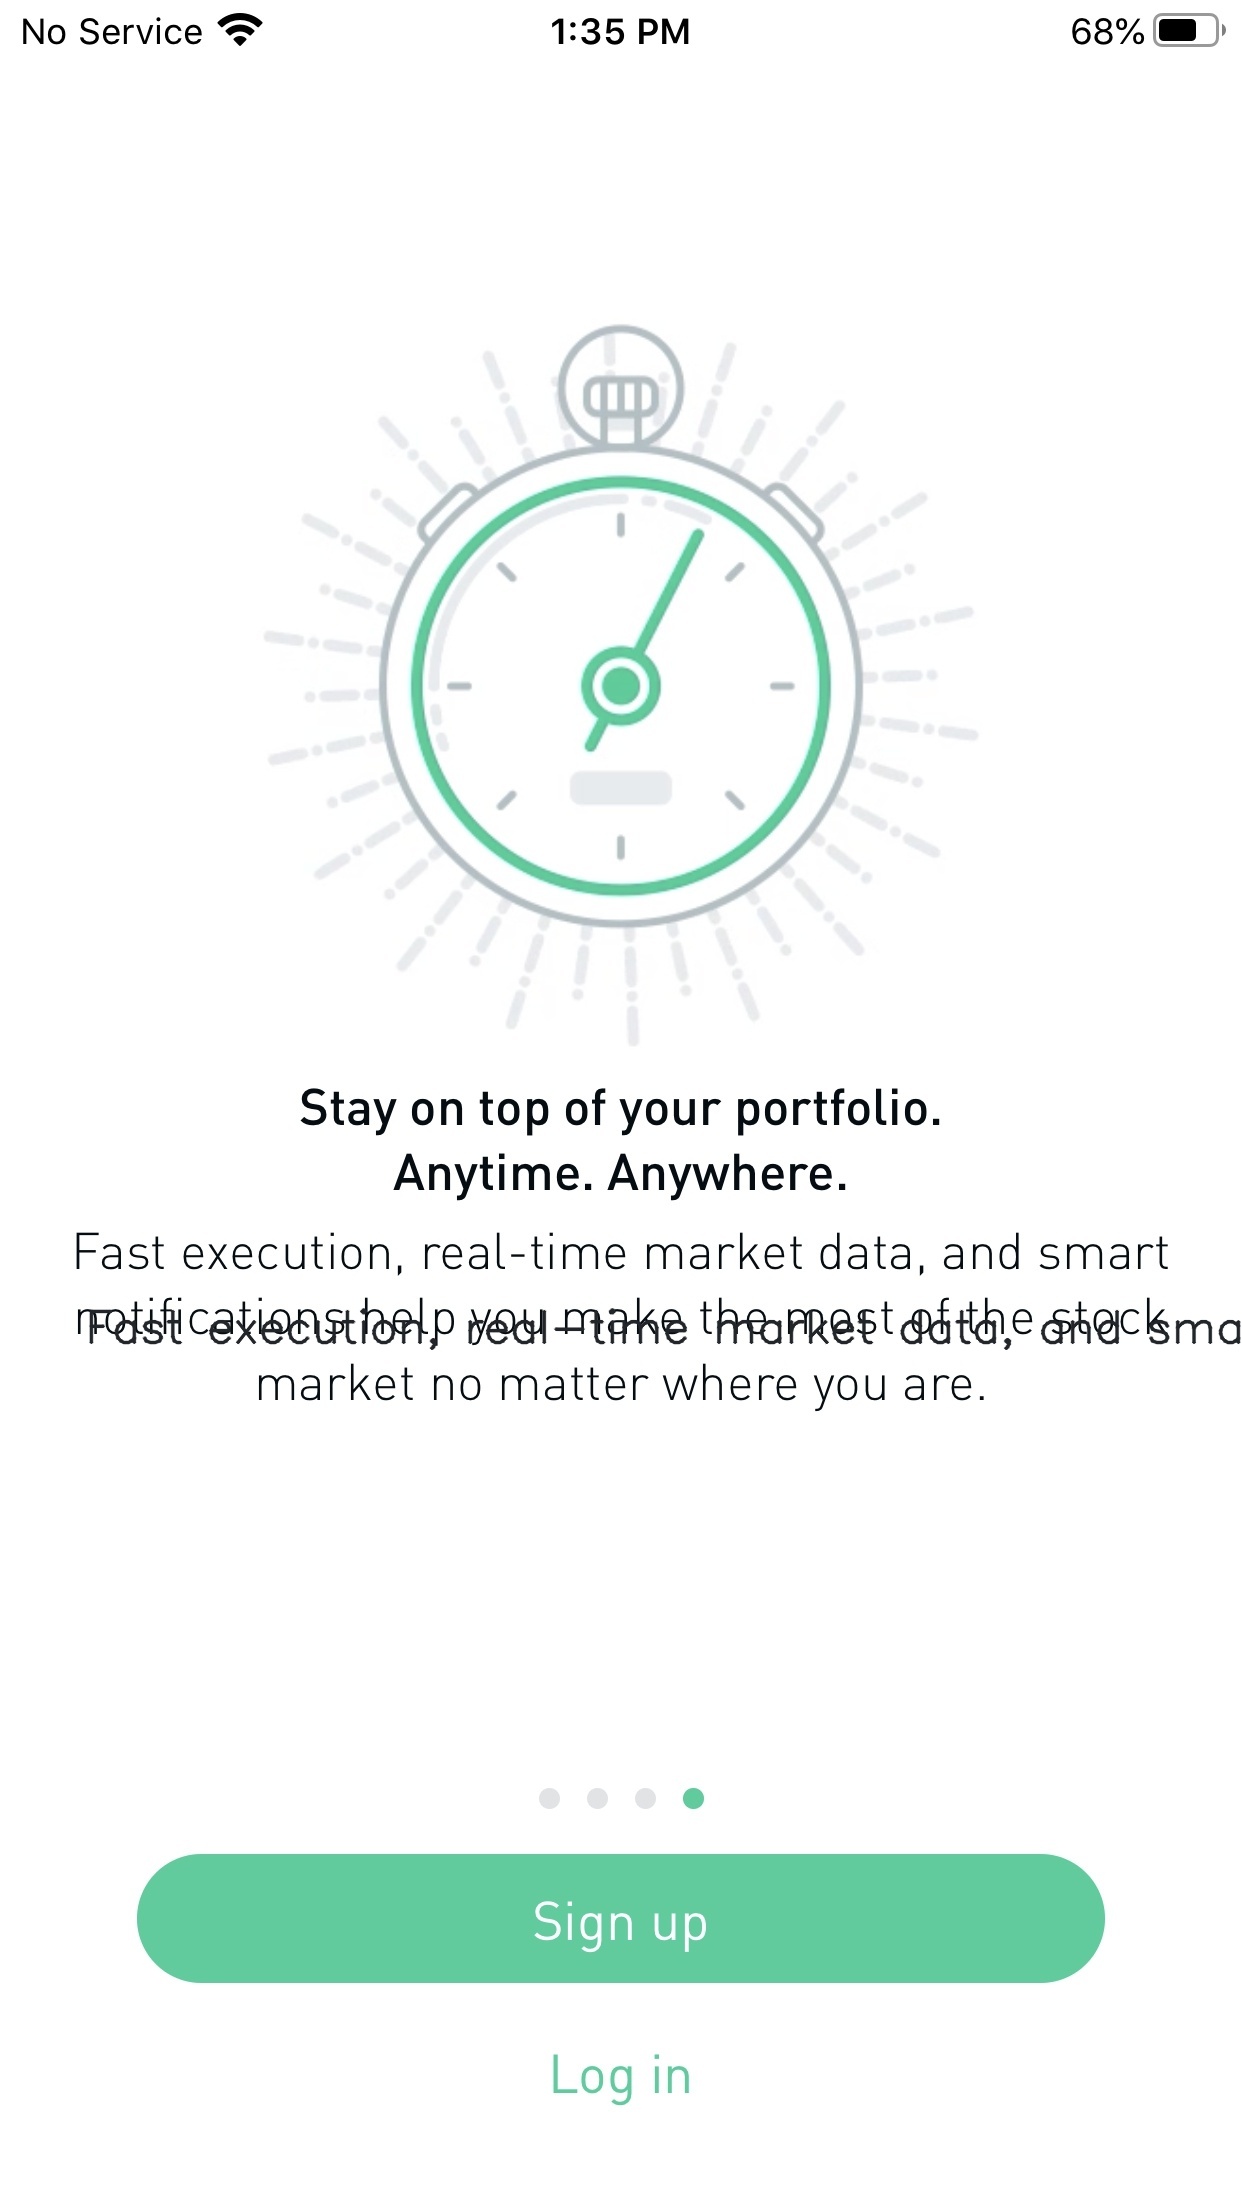 No Service 1:35 PM 68%
Stay on top of your portfolio.
Anytime. Anywhere.
Fast execution, real-time market data, and smart
notifications help you make the most of the stock
Fast execution, real-time market data, and sma
market no matter where you are.
Sign up
Log in